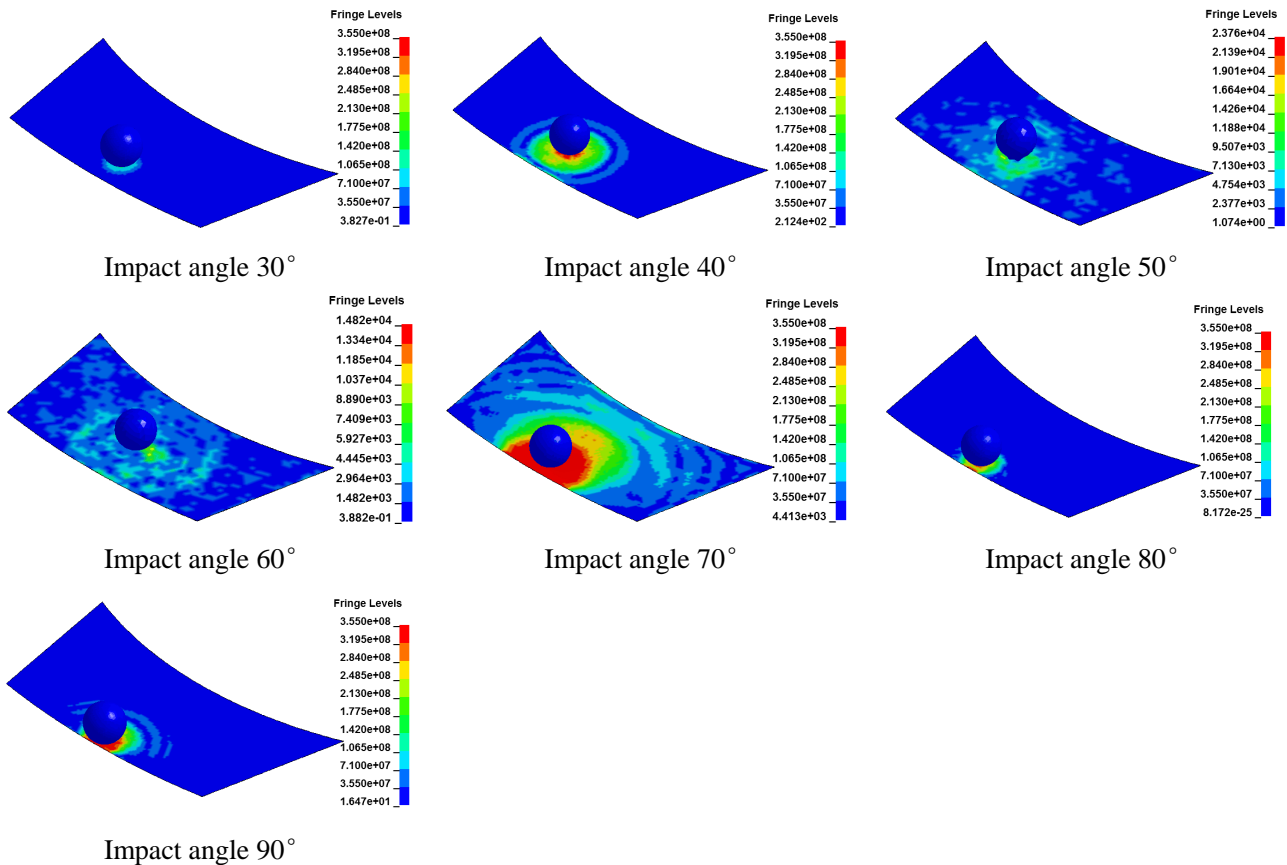 Fringe Levels
3.550e+08
3.195e+08
2.840e+08
2.485e+08
2.130e+08
1.775e+08
1.420e+08
1.065e+08
7.100e+07
3.550e+07
3.827e-01
Impact angle 30°
Fringe Levels
3.550e+08
3.195e+08
2.840e+08
2.485e+08
2.130e+08
1.775e+08
1.420e+08
1.065e+08
7.100e+07
3.550e+07
2.124e+02
Impact angle 40°
Fringe Levels
2.376e+04
2.139e+04
1.901e+04
1.664e+04
1.426e+04
1.188e+04
9.507e+03
7.130e+03
4.754e+03
2.377e+03
1.074e+00
Impact angle 50°
Fringe Levels
1.482e+04
1.334e+04
1.185e+04
1.037e+04
8.890e+03
7.409e+03
5.927e+03
4.445e+03
2.964e+03
1.482e+03
3.882e-01
Impact angle 60°
Fringe Levels
3.550e+08
3.195e+08
2.840e+08
2.485e+08
2.130e+08
1.775e+08
1.420e+08
1.065e+08
7.100e+07
3.550e+07
4.413e+03
Impact angle 70°
Fringe Levels
3.550e+08
3.195e+08
2.840e+08
2.485e+08
2.130e+08
1.775e+08
1.420e+08
1.065e+08
7.100e+07
3.550e+07
8.172e-25
Impact angle 80°
Fringe Levels
3.550e+08
3.195e+08
2.840e+08
2.485e+08
2.130e+08
1.775e+08
1.420e+08
1.065e+08
7.100e+07
3.550e+07
1.647e+01
Impact angle 90°